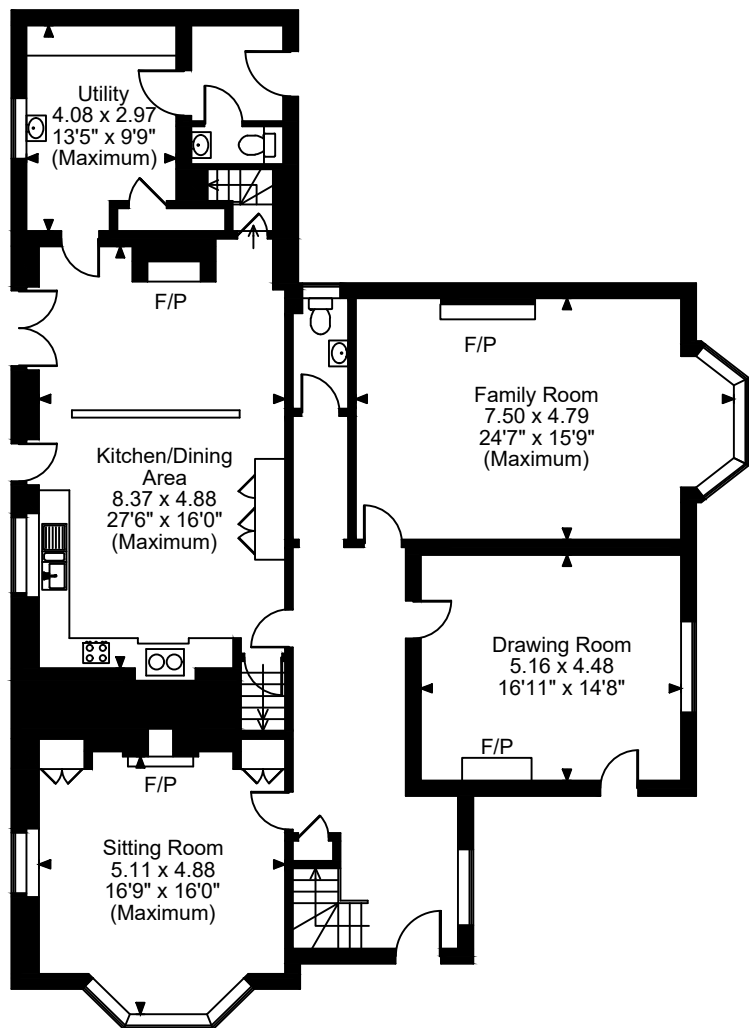 Utility
4.08 x 2.97
13'5" x 9'9"
(Maximum)
F/P
F/P
Family Room
7.50 x 4.79
24'7" x 15'9"
(Maximum)
Kitchen/Dining
Area
8.37 x 4.88
27'6" x 16'0"
(Maximum)
Drawing Room
5.16 x 4.48
16'11" x 14'8"
F/P
F/P
Sitting Room
5.11 x 4.88
16'9" x 16'0"
(Maximum)